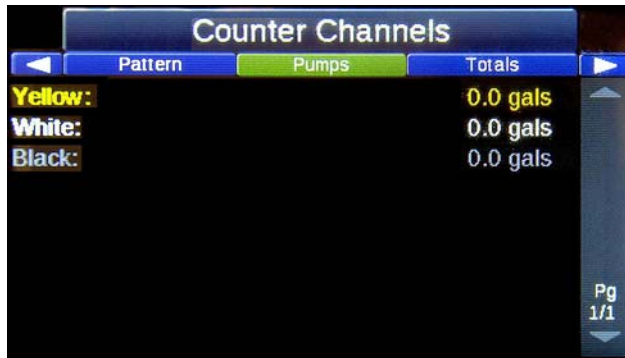 Counter Channels
Pattern Pumps Totals
Yellow: 0.0 gals
White: 0.0 gals
Black: 0.0 gals
Pg
1/1